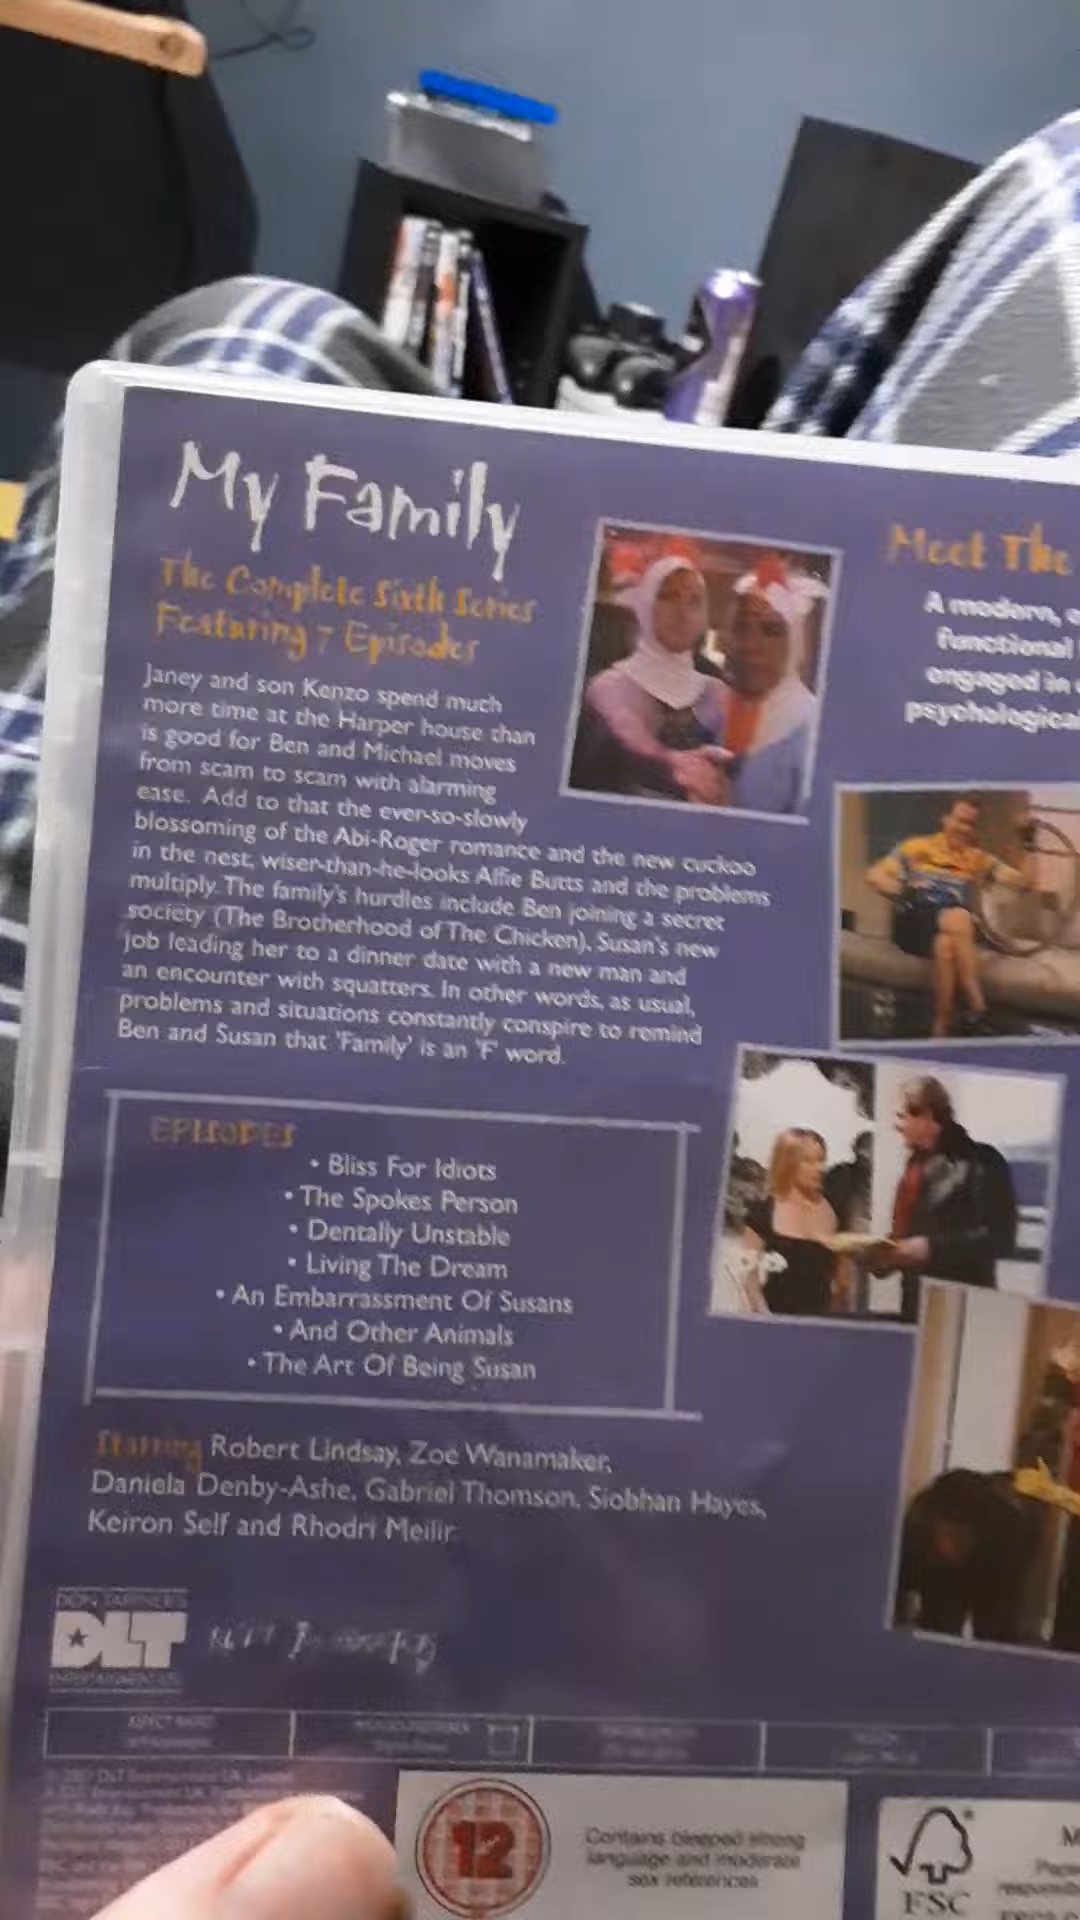 My Family
The Complete Sixth Series
Featuring 7 Episodes
Janey and son Kenzo spend much
more time at the Harper house than
is good for Ben and Michael moves
from scam to scam with alarming
ease. Add to that the ever-so-slowly
blossoming of the Abi-Roger romance and the new cuckoo
in the nest, wiser-than-he-looks Alfie Butts and the problems
multiply. The family's hurdles include Ben joining a secret
society (The Brotherhood of The Chicken). Susan's new
job leading her to a dinner date with a new man and
an encounter with squatters. In other words, as usual,
problems and situations constantly conspire to remind
Ben and Susan that 'Family' is an 'F' word.
Meet The
A modern,
functional
engaged in
psychological
EPISODES
• Bliss For Idiots
• The Spokes Person
• Dentally Unstable
• Living The Dream
• An Embarrassment Of Susans
• And Other Animals
• The Art Of Being Susan
Starring Robert Lindsay, Zoë Wanamaker,
Daniela Denby-Ashe, Gabriel Thomson, Siobhan Hayes,
Keiron Self and Rhodri Meilir
DLT
12
Contains bleeped strong
language and moderate
sex references
FSC